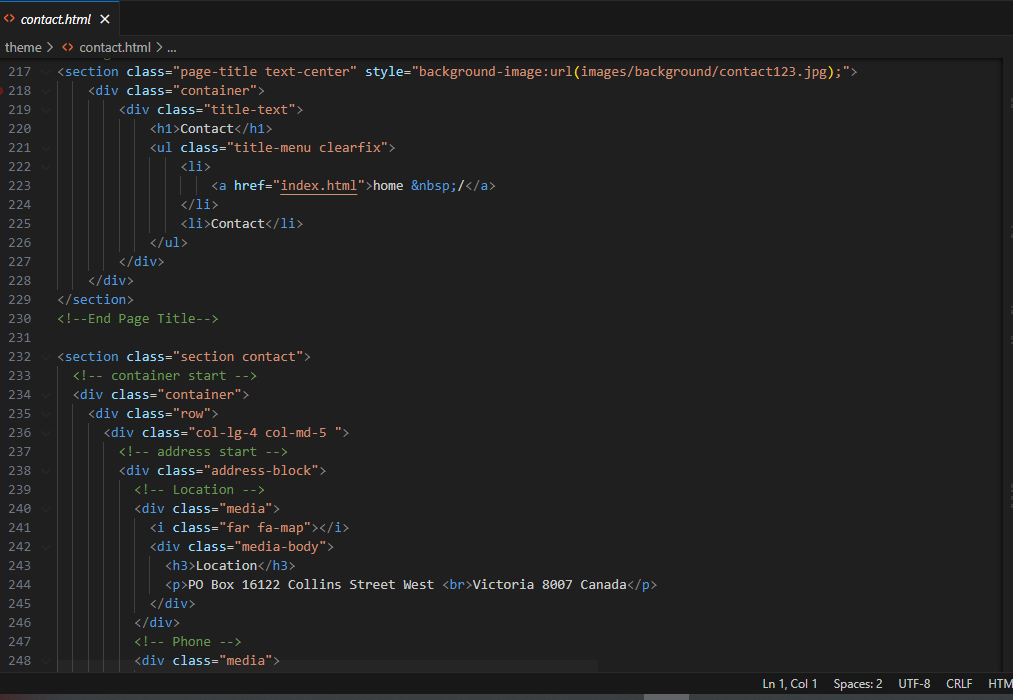 <> contact.html ×
theme > <> contact.html > ...
217 <section class="page-title text-center" style="background-image:url(images/background/contact123.jpg);">
218 <div class="container">
219 <div class="title-text">
220 <h1>Contact</h1>
221 <ul class="title-menu clearfix">
222 <li>
223 <a href="index.html">home &nbsp;/</a>
224 </li>
225 <li>Contact</li>
226 </ul>
227 </div>
228 </div>
229 </section>
230 <!--End Page Title-->
231
232 <section class="section contact">
233 <!-- container start -->
234 <div class="container">
235 <div class="row">
236 <div class="col-lg-4 col-md-5 ">
237 <!-- address start -->
238 <div class="address-block">
239 <!-- Location -->
240 <div class="media">
241 <i class="far fa-map"></i>
242 <div class="media-body">
243 <h3>Location</h3>
244 <p>PO Box 16122 Collins Street West <br>Victoria 8007 Canada</p>
245 </div>
246 </div>
247 <!-- Phone -->
248 <div class="media">
Ln 1, Col 1 Spaces: 2 UTF-8 CRLF HTM